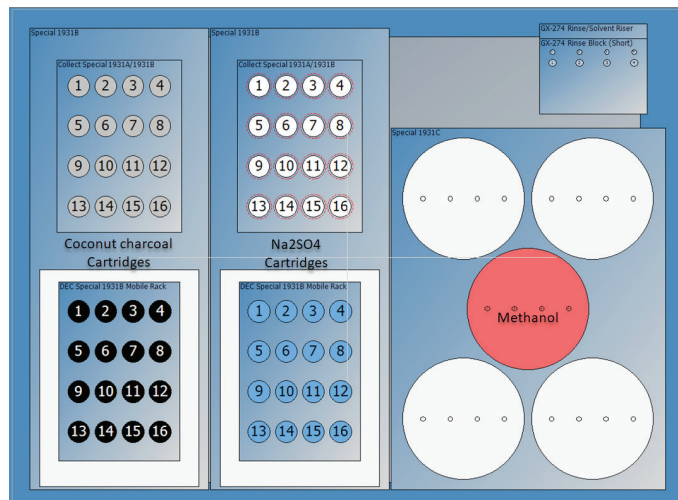 Special 1931B
Collect Special 1931A/1931B
1 2 3 4
5 6 7 8
9 10 11 12
13 14 15 16
Coconut charcoal
Cartridges
DEC Special 1931B Mobile Rack
1 2 3 4
5 6 7 8
9 10 11 12
13 14 15 16
Special 1931B
Collect Special 1931A/1931B
1 2 3 4
5 6 7 8
9 10 11 12
13 14 15 16
Na2SO4
Cartridges
DEC Special 1931B Mobile Rack
1 2 3 4
5 6 7 8
9 10 11 12
13 14 15 16
GX-274 Rinse/Solvent Riser
GX-274 Rinse Block (Short)
1 2 3 4
Special 1931C
Methanol